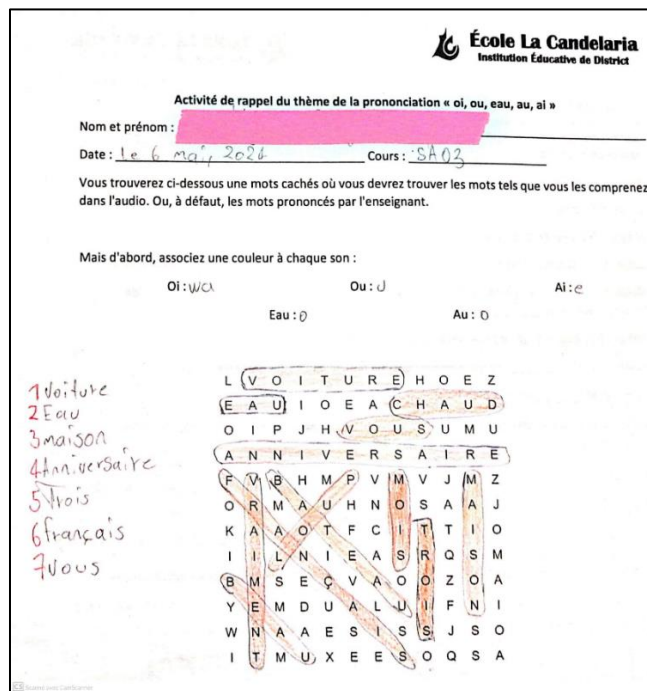 École La Candelaria
Institution Éducative de District
Activité de rappel du thème de la prononciation « oi, ou, eau, au, ai »
Nom et prénom :
Date : Le 6 mai, 2026 Cours : SA03
Vous trouverez ci-dessous une mots cachés où vous devrez trouver les mots tels que vous les comprenez
dans l'audio. Ou, à défaut, les mots prononcés par l'enseignant.
Mais d'abord, associez une couleur à chaque son :
Oi : wa Ou : u Ai : e
Eau : o Au : o
1 Voiture
2 Eau
3 maison
4 Anniversaire
5 Trois
6 français
7 Vous
L V O I T U R E H O E Z
E A U I O E A C H A U D
O I P J H V O U S U M U
A N N I V E R S A I R E
F V B H M P V M V J M Z
O R M A U H N O S A A J
K A A O T F C I T T I O
I I L N I E A S R Q S M
B M S E Ç V A O O Z O A
Y E M D U A L U I F N I
W N A A E S I S S J S O
I T M U X E E S O Q S A